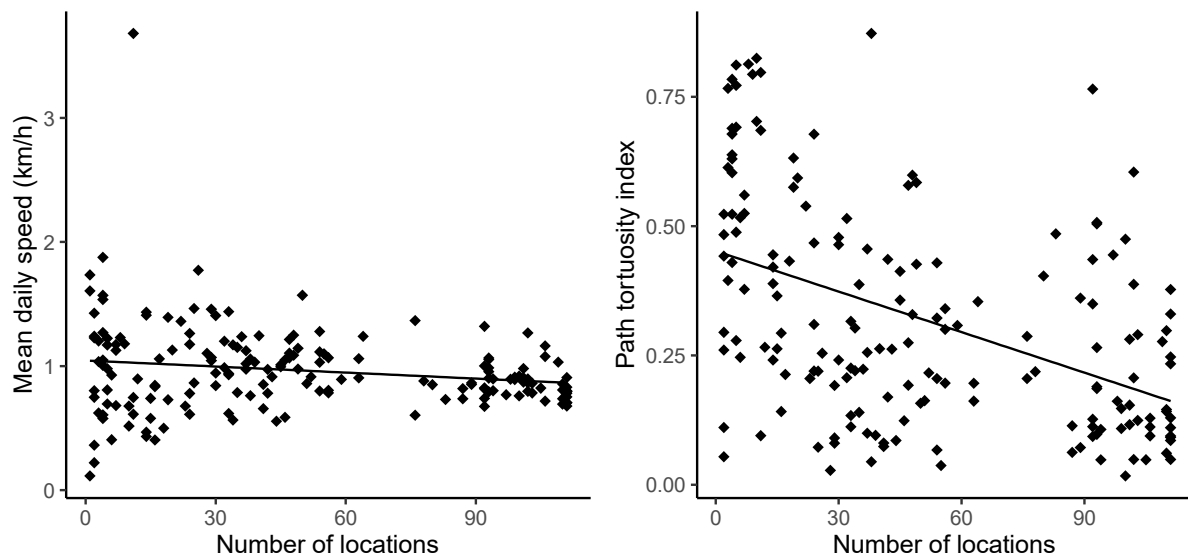 Mean daily speed (km/h)
3
2
1
0
0 30 60 90
Number of locations
Path tortuosity index
0.75
0.50
0.25
0.00
0 30 60 90
Number of locations